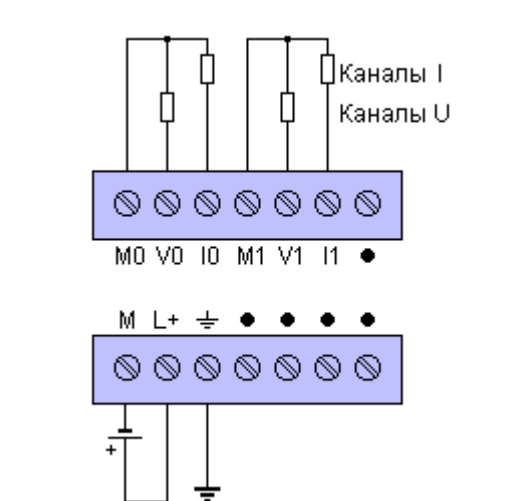 Каналы I
Каналы U
M0 V0 I0 M1 V1 I1 ●
M L+ ⏚ ● ● ● ●
+